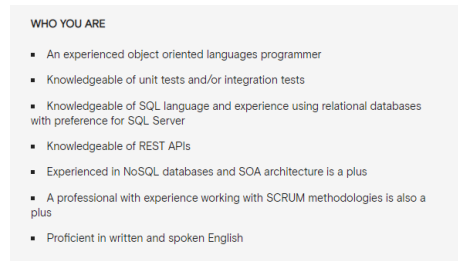 WHO YOU ARE
▪ An experienced object oriented languages programmer
▪ Knowledgeable of unit tests and/or integration tests
▪ Knowledgeable of SQL language and experience using relational databases
with preference for SQL Server
▪ Knowledgeable of REST APIs
▪ Experienced in NoSQL databases and SOA architecture is a plus
▪ A professional with experience working with SCRUM methodologies is also a
plus
▪ Proficient in written and spoken English